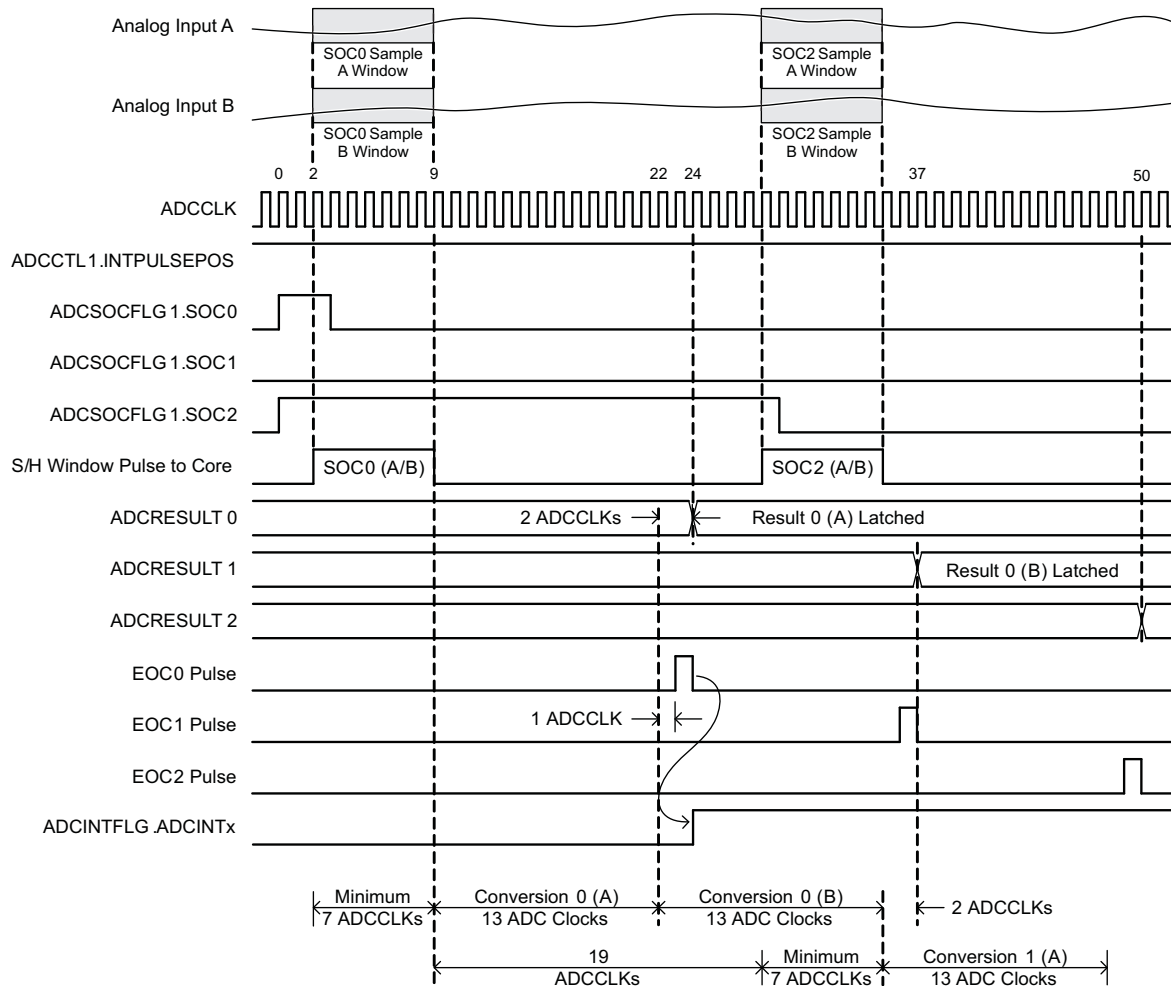 Analog Input A
SOC0 Sample
A Window
SOC2 Sample
A Window
Analog Input B
SOC0 Sample
B Window
SOC2 Sample
B Window
0 2 9 22 24 37 50
ADCCLK
ADCCTL1.INTPULSEPOS
ADCSOCFLG1.SOC0
ADCSOCFLG1.SOC1
ADCSOCFLG1.SOC2
S/H Window Pulse to Core SOC0 (A/B) SOC2 (A/B)
ADCRESULT 0 2 ADCCLKs Result 0 (A) Latched
ADCRESULT 1 Result 0 (B) Latched
ADCRESULT 2
EOC0 Pulse
EOC1 Pulse 1 ADCCLK
EOC2 Pulse
ADCINTFLG.ADCINTx
Minimum
7 ADCCLKs
Conversion 0 (A)
13 ADC Clocks
Conversion 0 (B)
13 ADC Clocks
2 ADCCLKs
19
ADCCLKs
Minimum
7 ADCCLKs
Conversion 1 (A)
13 ADC Clocks